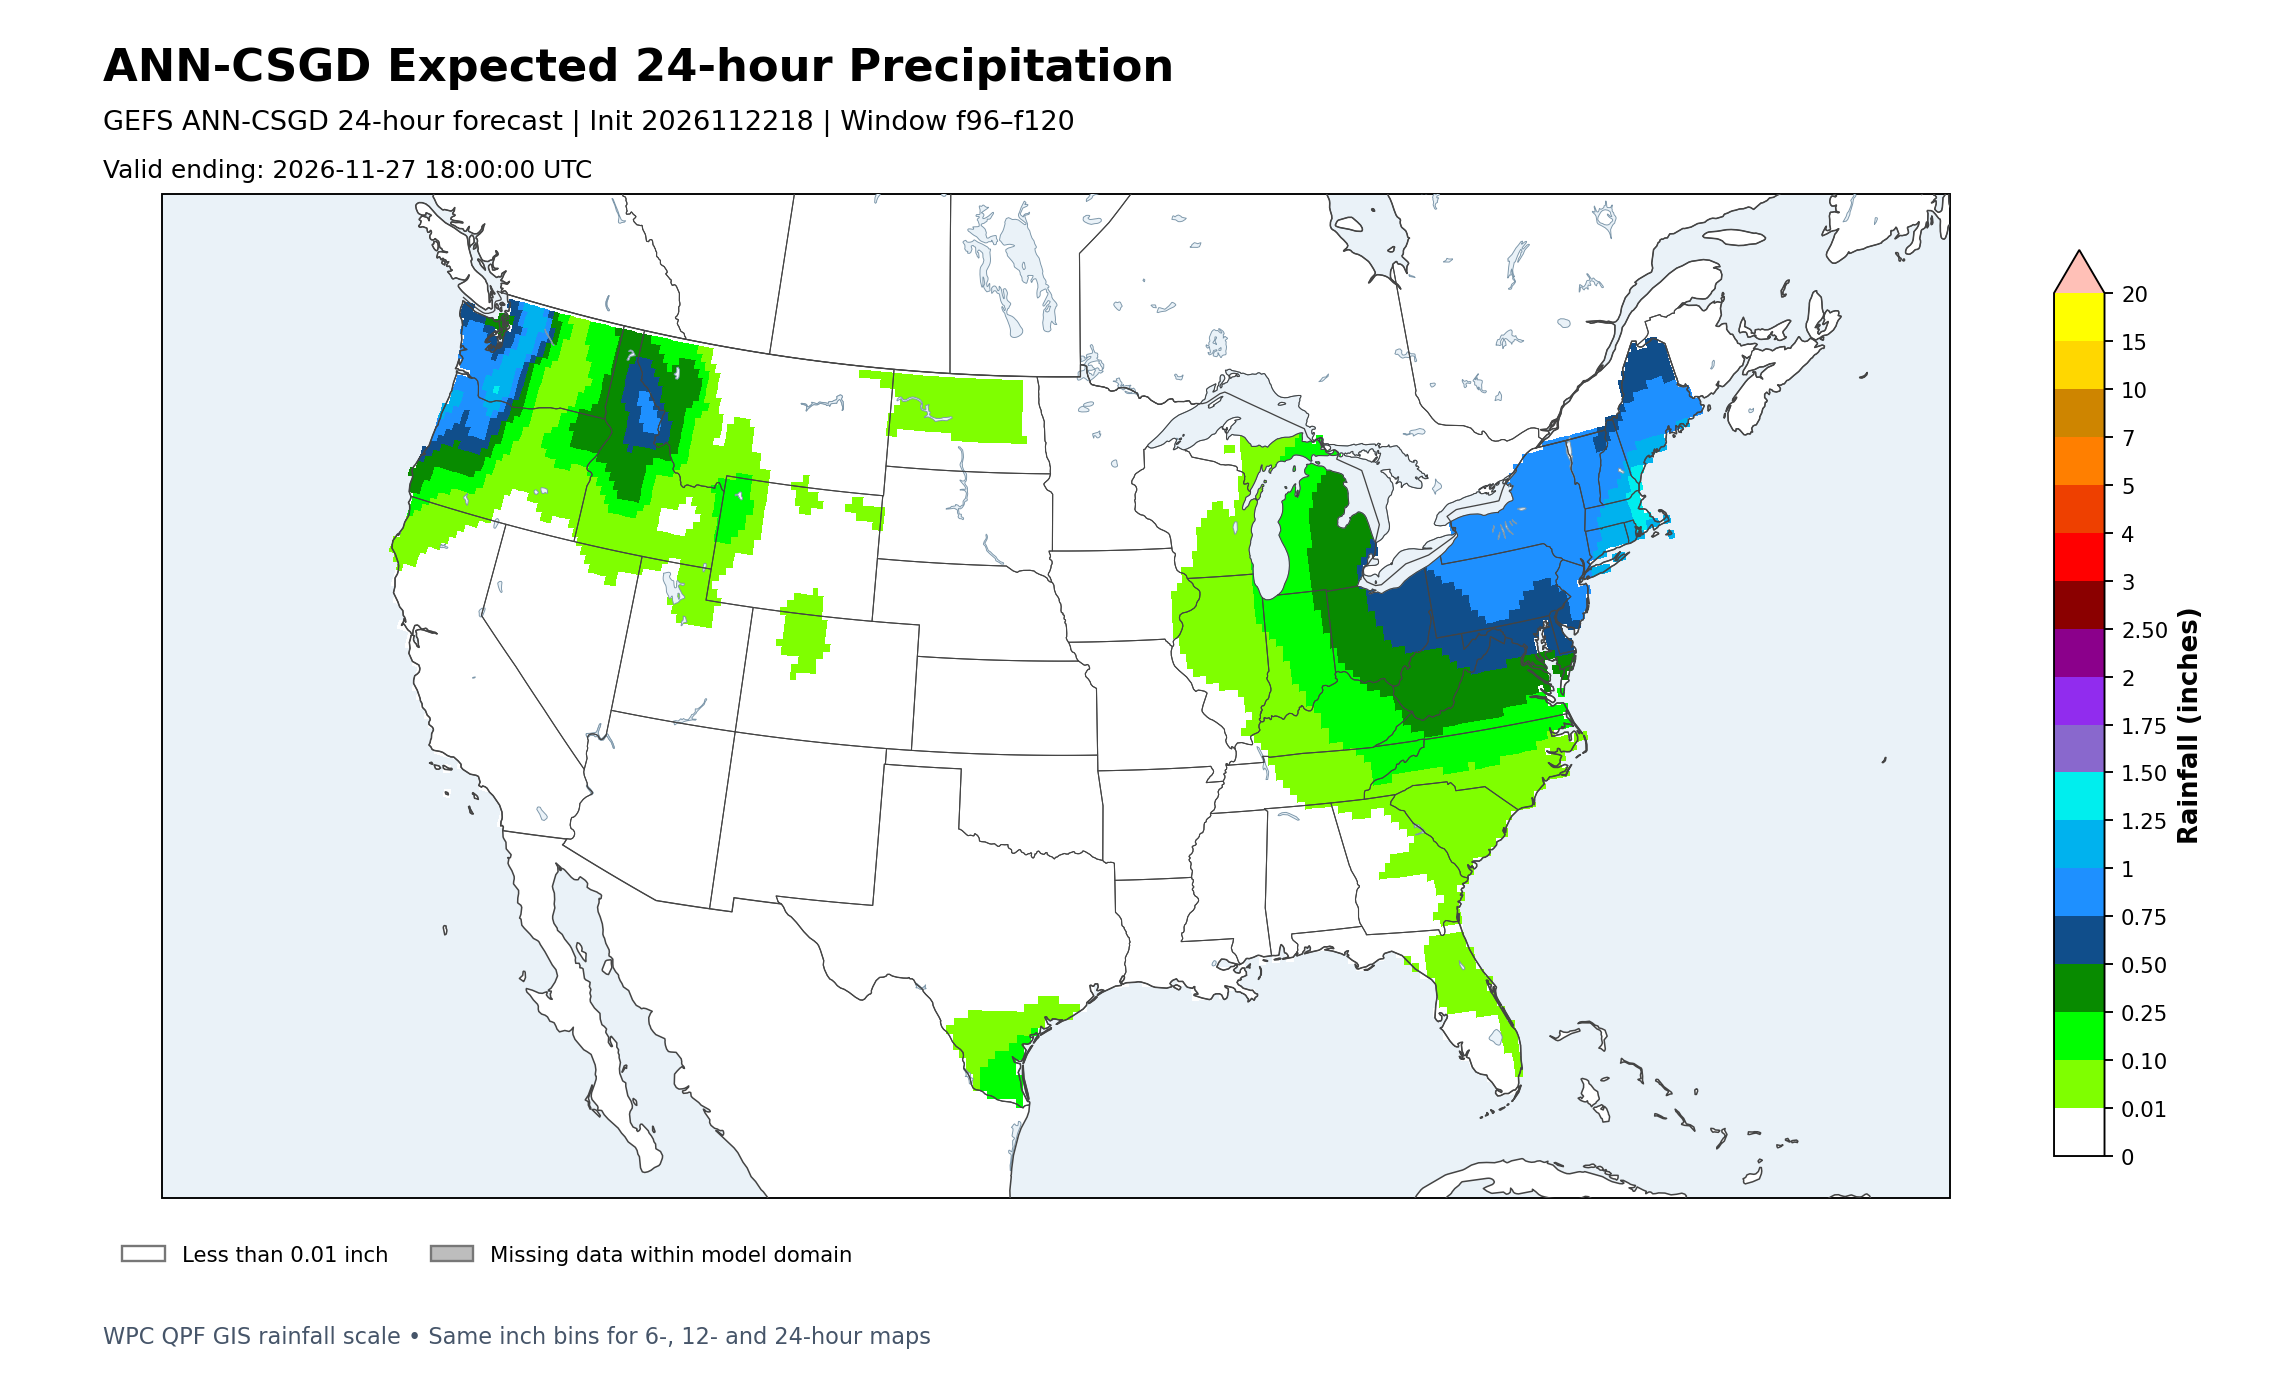 ANN-CSGD Expected 24-hour Precipitation
GEFS ANN-CSGD 24-hour forecast | Init 2026112218 | Window f96–f120
Valid ending: 2026-11-27 18:00:00 UTC
20
15
10
7
5
4
3
2.50
2
1.75
1.50
1.25
1
0.75
0.50
0.25
0.10
0.01
0
Rainfall (inches)
Less than 0.01 inch
Missing data within model domain
WPC QPF GIS rainfall scale • Same inch bins for 6-, 12- and 24-hour maps